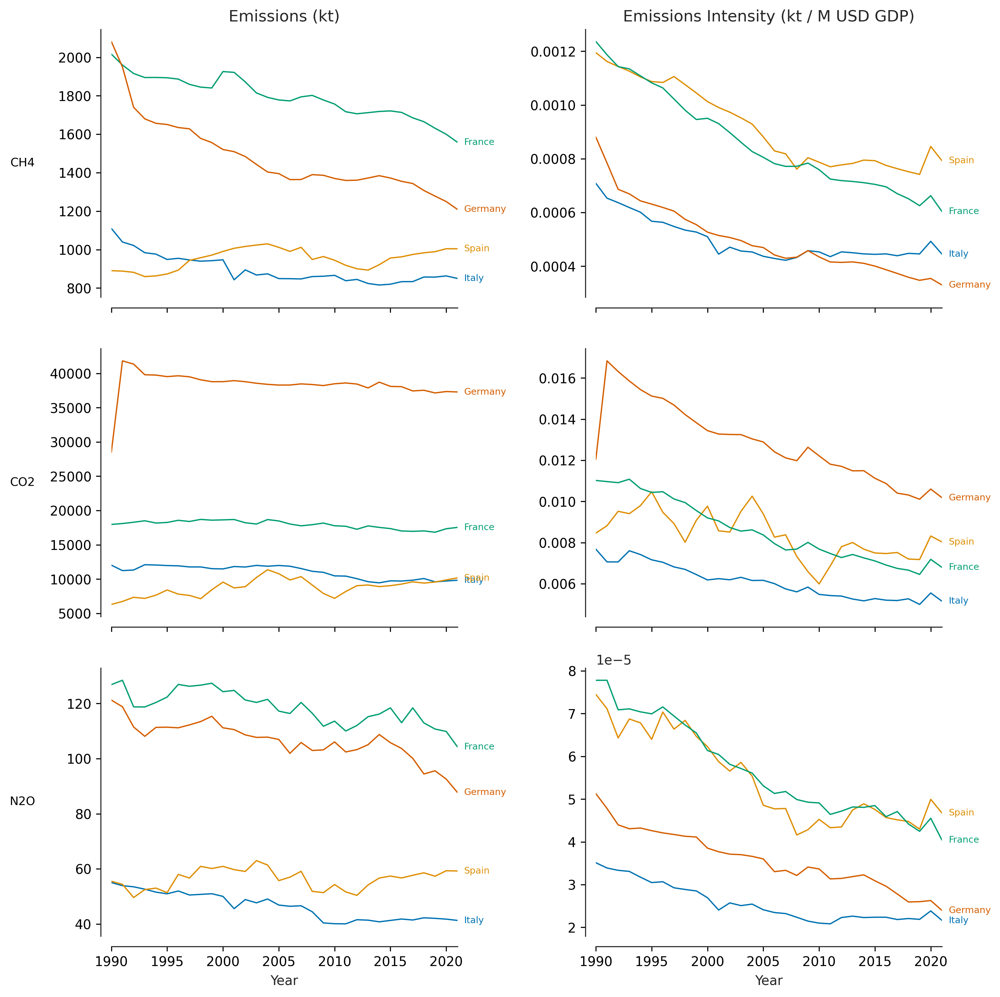 Emissions (kt)
Emissions Intensity (kt / M USD GDP)
CH4
2000
1800
1600
1400
1200
1000
800
France
Germany
Spain
Italy
0.0012
0.0010
0.0008
0.0006
0.0004
Spain
France
Italy
Germany
CO2
40000
35000
30000
25000
20000
15000
10000
5000
Germany
France
Spain
Italy
0.016
0.014
0.012
0.010
0.008
0.006
Germany
Spain
France
Italy
N2O
120
100
80
60
40
France
Germany
Spain
Italy
1990 1995 2000 2005 2010 2015 2020
Year
1e−5
8
7
6
5
4
3
2
Spain
France
Germany
Italy
1990 1995 2000 2005 2010 2015 2020
Year